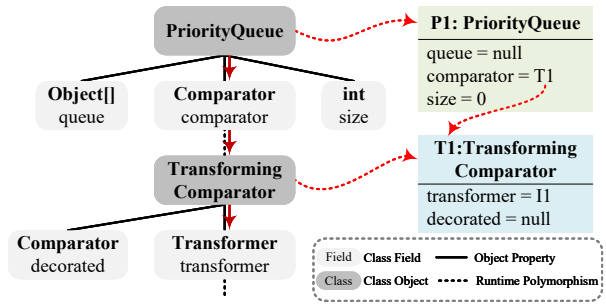 PriorityQueue
Object[]
queue
Comparator
comparator
int
size
Transforming
Comparator
Comparator
decorated
Transformer
transformer
P1: PriorityQueue
queue = null
comparator = T1
size = 0
T1:Transforming
Comparator
transformer = I1
decorated = null
Field Class Field Object Property
Class Class Object Runtime Polymorphism